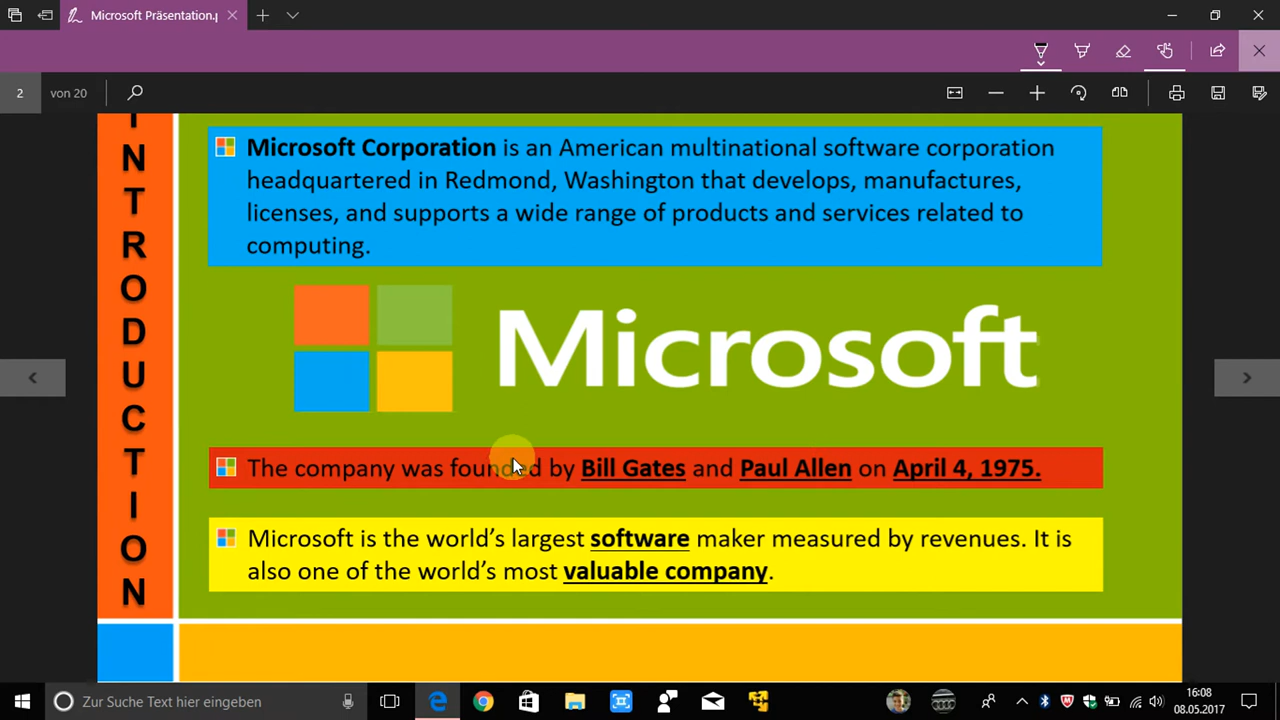 Microsoft Präsentation.p
2 von 20
INTRODUCTION
Microsoft Corporation is an American multinational software corporation
headquartered in Redmond, Washington that develops, manufactures,
licenses, and supports a wide range of products and services related to
computing.
Microsoft
The company was founded by Bill Gates and Paul Allen on April 4, 1975.
Microsoft is the world's largest software maker measured by revenues. It is
also one of the world's most valuable company.
Zur Suche Text hier eingeben
16:08
08.05.2017